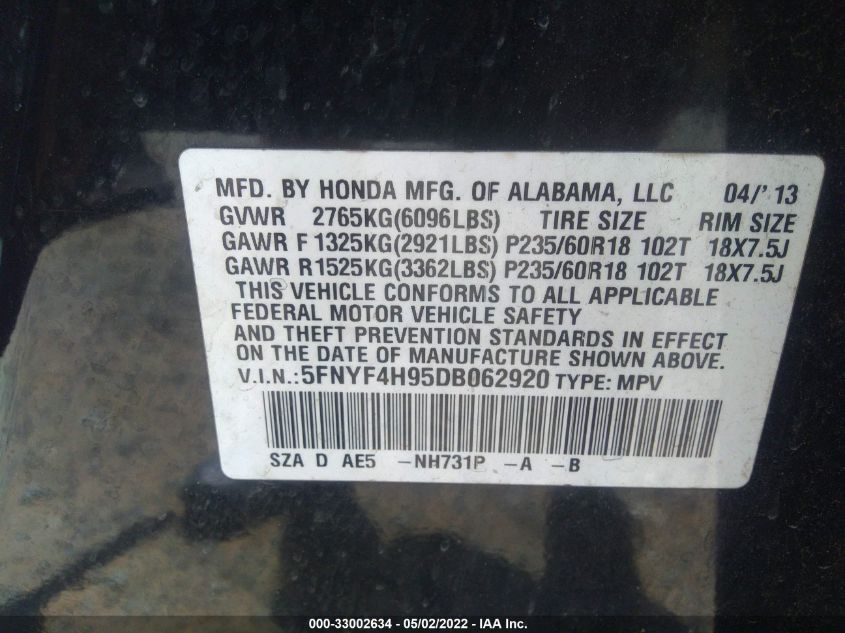 MFD. BY HONDA MFG. OF ALABAMA, LLC 04/'13
GVWR 2765KG(6096LBS) TIRE SIZE RIM SIZE
GAWR F 1325KG(2921LBS) P235/60R18 102T 18X7.5J
GAWR R 1525KG(3362LBS) P235/60R18 102T 18X7.5J
THIS VEHICLE CONFORMS TO ALL APPLICABLE
FEDERAL MOTOR VEHICLE SAFETY
AND THEFT PREVENTION STANDARDS IN EFFECT
ON THE DATE OF MANUFACTURE SHOWN ABOVE.
V.I.N.:5FNYF4H95DB062920 TYPE: MPV
SZA D AE5 -NH731P -A -B
000-33002634 - 05/02/2022 - IAA Inc.